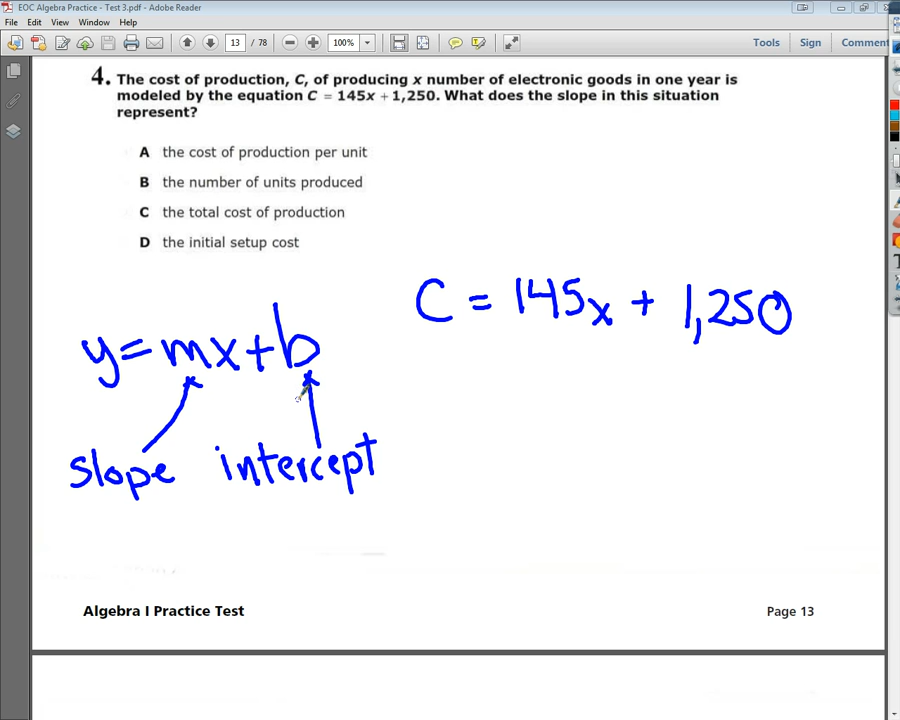 EOC Algebra Practice - Test 3.pdf - Adobe Reader
File Edit View Window Help
13 / 78 100% Tools Sign Comment
4. The cost of production, C, of producing x number of electronic goods in one year is
modeled by the equation C = 145x + 1,250. What does the slope in this situation
represent?
A the cost of production per unit
B the number of units produced
C the total cost of production
D the initial setup cost
C = 145x + 1,250
y=mx+b
slope intercept
Algebra I Practice Test Page 13